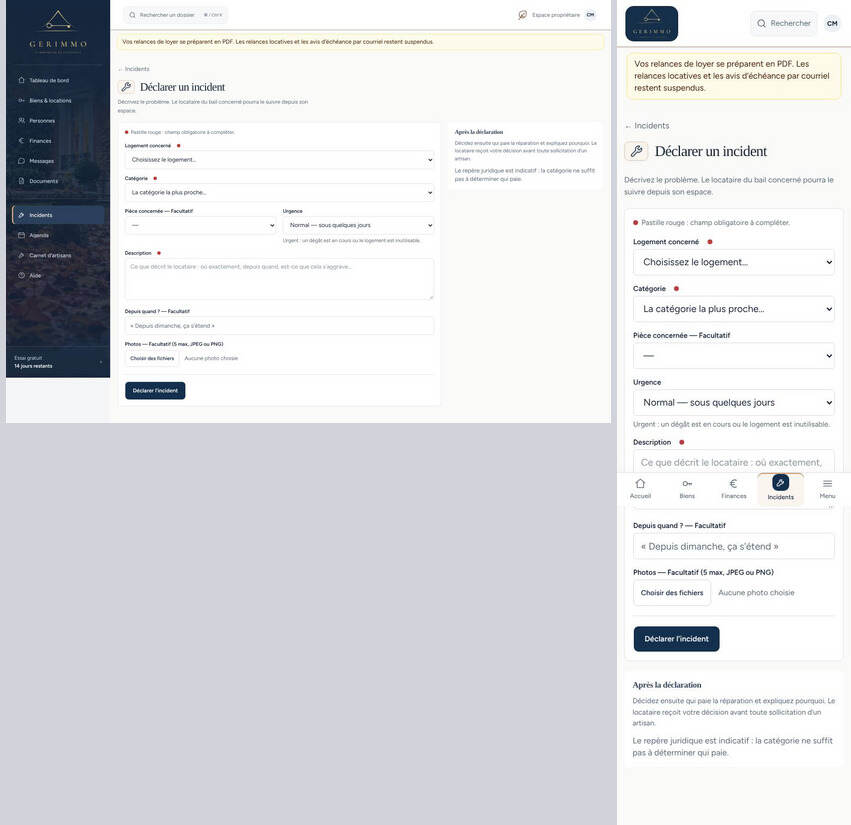 GERIMMO
Tableau de bord
Biens & locations
Personnes
Finances
Messages
Documents
Incidents
Agenda
Carnet d'artisans
Aide
Essai gratuit
14 jours restants
Rechercher un dossier
Espace propriétaire
CM
Vos relances de loyer se préparent en PDF. Les relances locatives et les avis d'échéance par courriel restent suspendus.
← Incidents
Déclarer un incident
Décrivez le problème. Le locataire du bail concerné pourra le suivre depuis son
espace.
Pastille rouge : champ obligatoire à compléter.
Logement concerné
Choisissez le logement...
Catégorie
La catégorie la plus proche...
Pièce concernée — Facultatif
—
Urgence
Normal — sous quelques jours
Urgent : un dégât est en cours ou le logement est inutilisable.
Description
Ce que décrit le locataire : où exactement, depuis quand, est-ce que cela s'aggrave...
Depuis quand ? — Facultatif
« Depuis dimanche, ça s'étend »
Photos — Facultatif (5 max, JPEG ou PNG)
Choisir des fichiers
Aucune photo choisie
Déclarer l'incident
Après la déclaration
Décidez ensuite qui paie la réparation et expliquez pourquoi. Le
locataire reçoit votre décision avant toute sollicitation d'un
artisan.
Le repère juridique est indicatif : la catégorie ne suffit
pas à déterminer qui paie.
GERIMMO
Rechercher
CM
Vos relances de loyer se préparent en PDF. Les
relances locatives et les avis d'échéance par courriel
restent suspendus.
← Incidents
Déclarer un incident
Décrivez le problème. Le locataire du bail concerné pourra le
suivre depuis son espace.
Pastille rouge : champ obligatoire à compléter.
Logement concerné
Choisissez le logement...
Catégorie
La catégorie la plus proche...
Pièce concernée — Facultatif
—
Urgence
Normal — sous quelques jours
Urgent : un dégât est en cours ou le logement est inutilisable.
Description
Ce que décrit le locataire : où exactement,
Accueil
Biens
Finances
Incidents
Menu
Depuis quand ? — Facultatif
« Depuis dimanche, ça s'étend »
Photos — Facultatif (5 max, JPEG ou PNG)
Choisir des fichiers
Aucune photo choisie
Déclarer l'incident
Après la déclaration
Décidez ensuite qui paie la réparation et expliquez pourquoi. Le
locataire reçoit votre décision avant toute sollicitation d'un
artisan.
Le repère juridique est indicatif : la catégorie ne suffit
pas à déterminer qui paie.